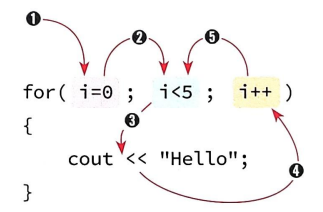 ❶ ❷ ❺
for( i=0 ; i<5 ; i++ )
{ ❸
cout << "Hello";
❹
}